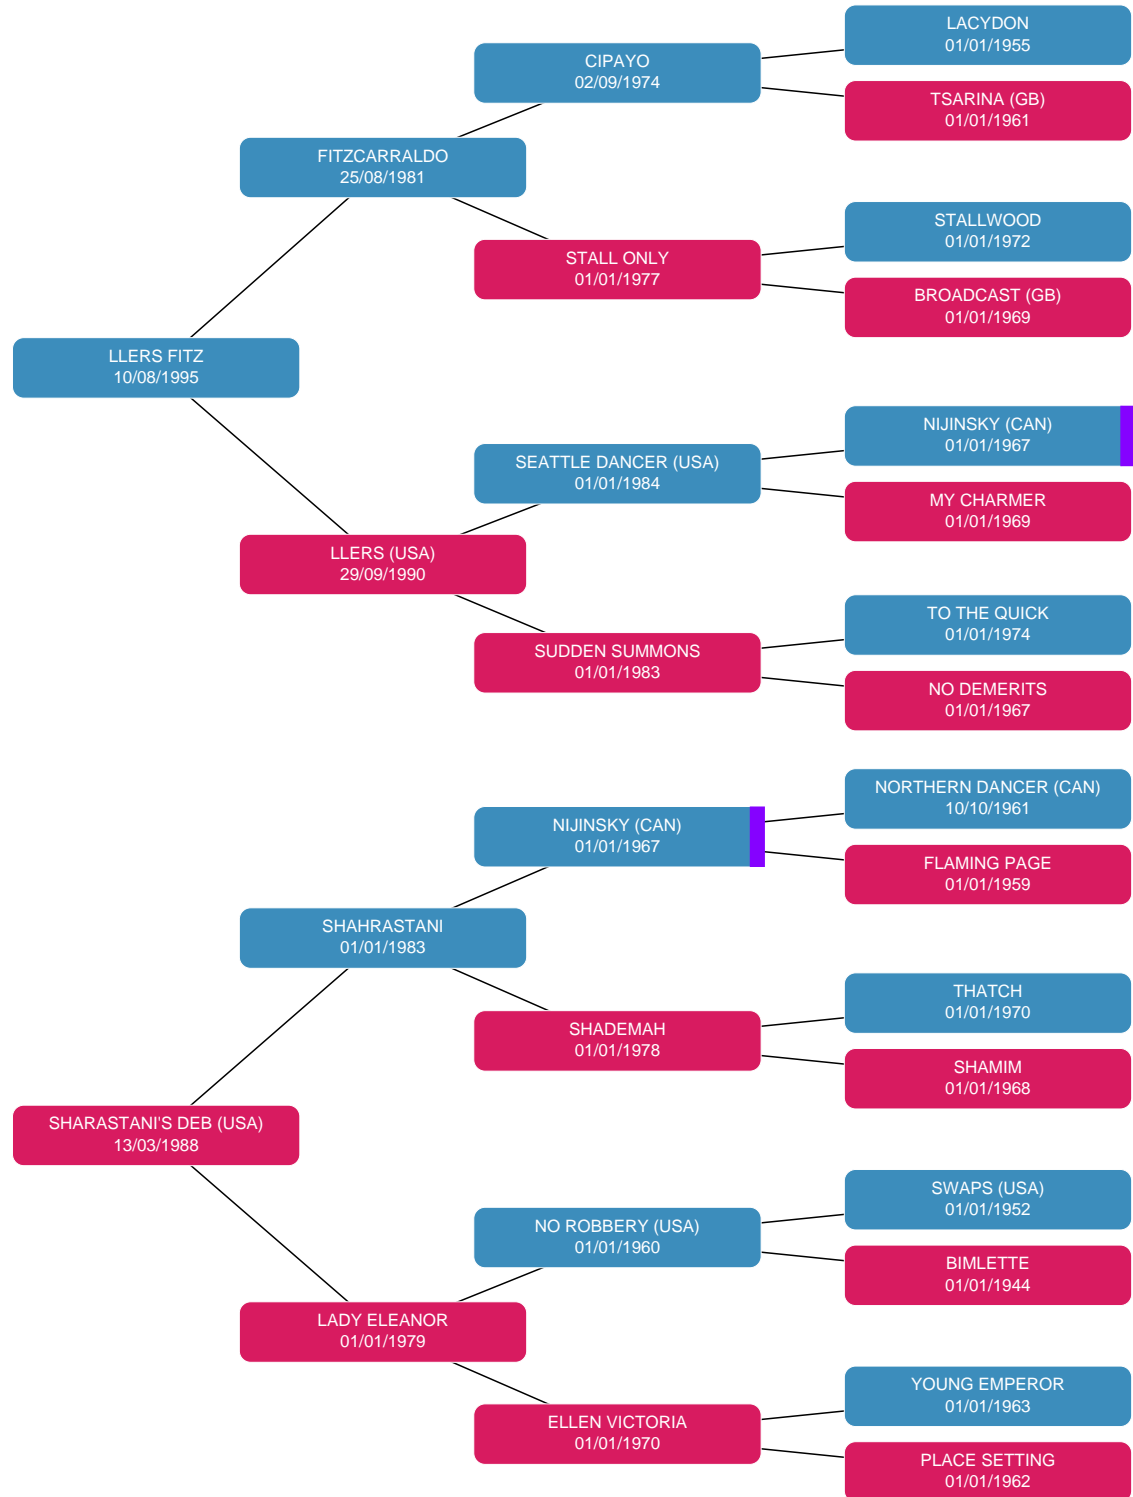 LACYDON
01/01/1955
CIPAYO
02/09/1974
TSARINA (GB)
01/01/1961
FITZCARRALDO
25/08/1981
STALLWOOD
01/01/1972
STALL ONLY
01/01/1977
BROADCAST (GB)
01/01/1969
LLERS FITZ
10/08/1995
NIJINSKY (CAN)
01/01/1967
SEATTLE DANCER (USA)
01/01/1984
MY CHARMER
01/01/1969
LLERS (USA)
29/09/1990
TO THE QUICK
01/01/1974
SUDDEN SUMMONS
01/01/1983
NO DEMERITS
01/01/1967
NORTHERN DANCER (CAN)
10/10/1961
NIJINSKY (CAN)
01/01/1967
FLAMING PAGE
01/01/1959
SHAHRASTANI
01/01/1983
THATCH
01/01/1970
SHADEMAH
01/01/1978
SHAMIM
01/01/1968
SHARASTANI'S DEB (USA)
13/03/1988
SWAPS (USA)
01/01/1952
NO ROBBERY (USA)
01/01/1960
BIMLETTE
01/01/1944
LADY ELEANOR
01/01/1979
YOUNG EMPEROR
01/01/1963
ELLEN VICTORIA
01/01/1970
PLACE SETTING
01/01/1962